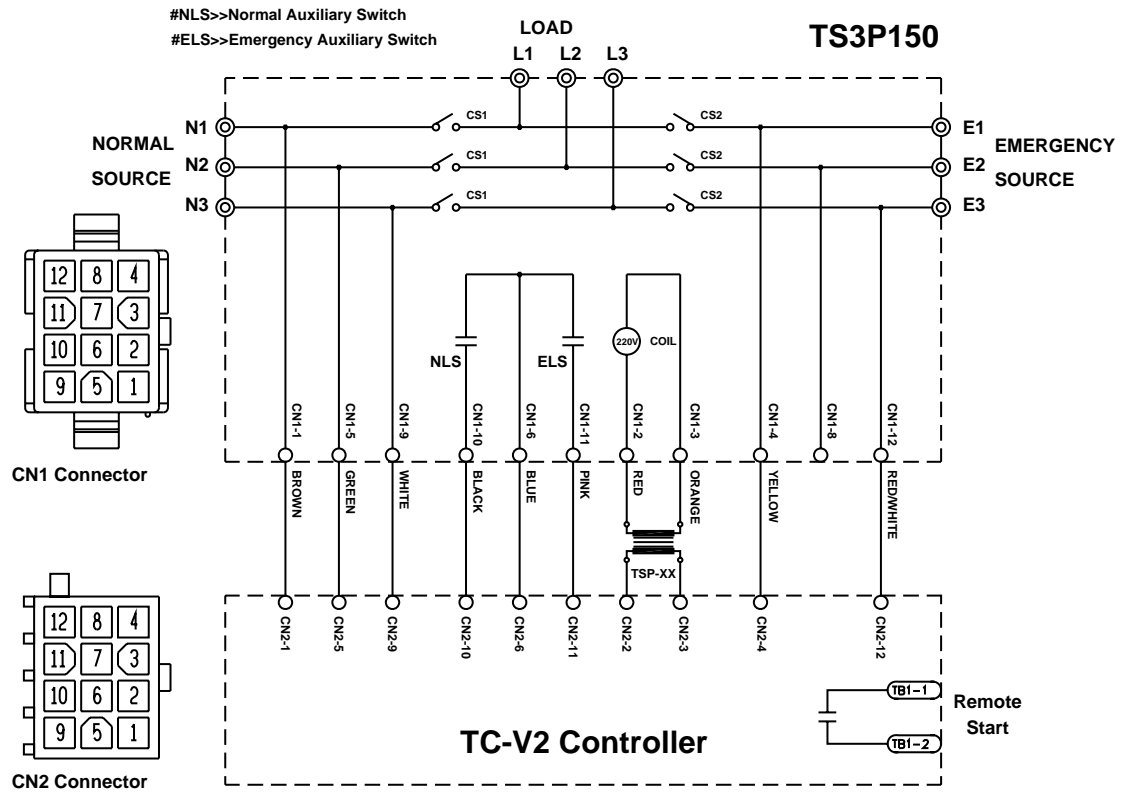 #NLS>>Normal Auxiliary Switch
#ELS>>Emergency Auxiliary Switch
LOAD
TS3P150
L1 L2 L3
N1 CS1 CS2 E1
NORMAL
SOURCE
N2 CS1 CS2 E2
EMERGENCY
SOURCE
N3 CS1 CS2 E3
12 8 4
11 7 3
10 6 2
9 5 1
CN1 Connector
NLS ELS 220V COIL
CN1-1 CN1-5 CN1-9 CN1-10 CN1-6 CN1-11 CN1-2 CN1-3 CN1-4 CN1-8 CN1-12
BROWN GREEN WHITE BLACK BLUE PINK RED ORANGE YELLOW RED/WHITE
TSP-XX
CN2-1 CN2-5 CN2-9 CN2-10 CN2-6 CN2-11 CN2-2 CN2-3 CN2-4 CN2-12
12 8 4
11 7 3
10 6 2
9 5 1
CN2 Connector
TC-V2 Controller
TB1-1
TB1-2
Remote
Start